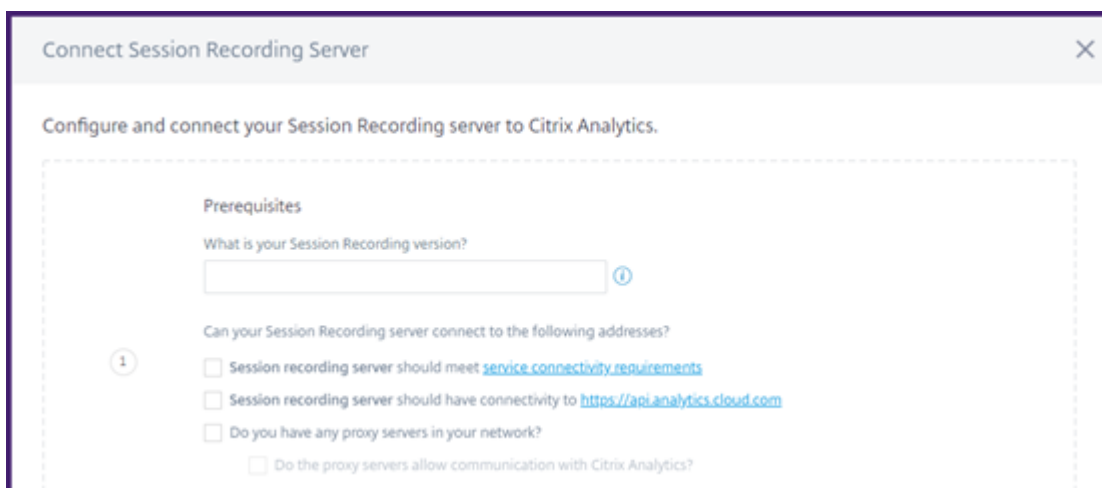 Connect Session Recording Server
Configure and connect your Session Recording server to Citrix Analytics.
Prerequisites
What is your Session Recording version?
Can your Session Recording server connect to the following addresses?
1
Session recording server should meet service connectivity requirements
Session recording server should have connectivity to https://api.analytics.cloud.com
Do you have any proxy servers in your network?
Do the proxy servers allow communication with Citrix Analytics?